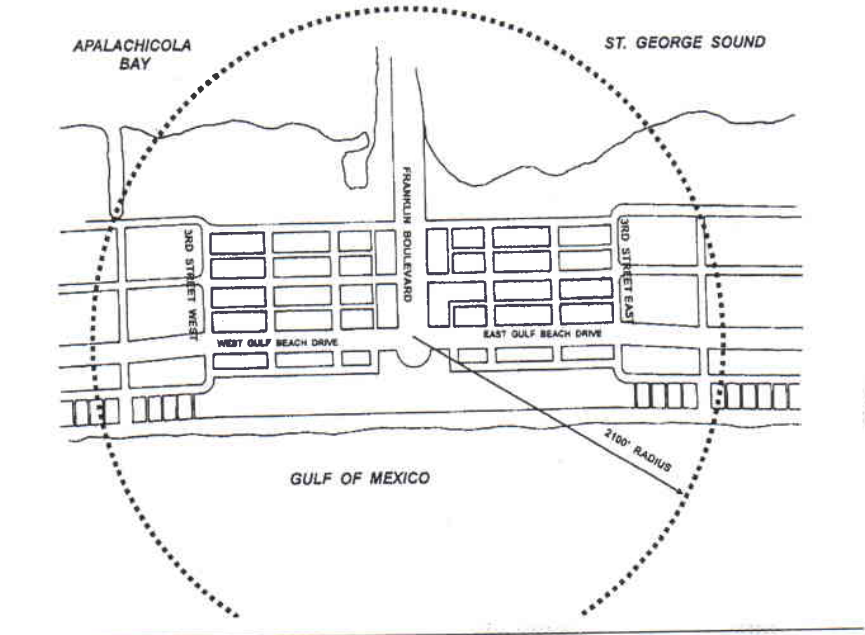 APALACHICOLA
BAY
ST. GEORGE SOUND
FRANKLIN BOULEVARD
3RD STREET WEST
3RD STREET EAST
WEST GULF BEACH DRIVE
EAST GULF BEACH DRIVE
2100' RADIUS
GULF OF MEXICO